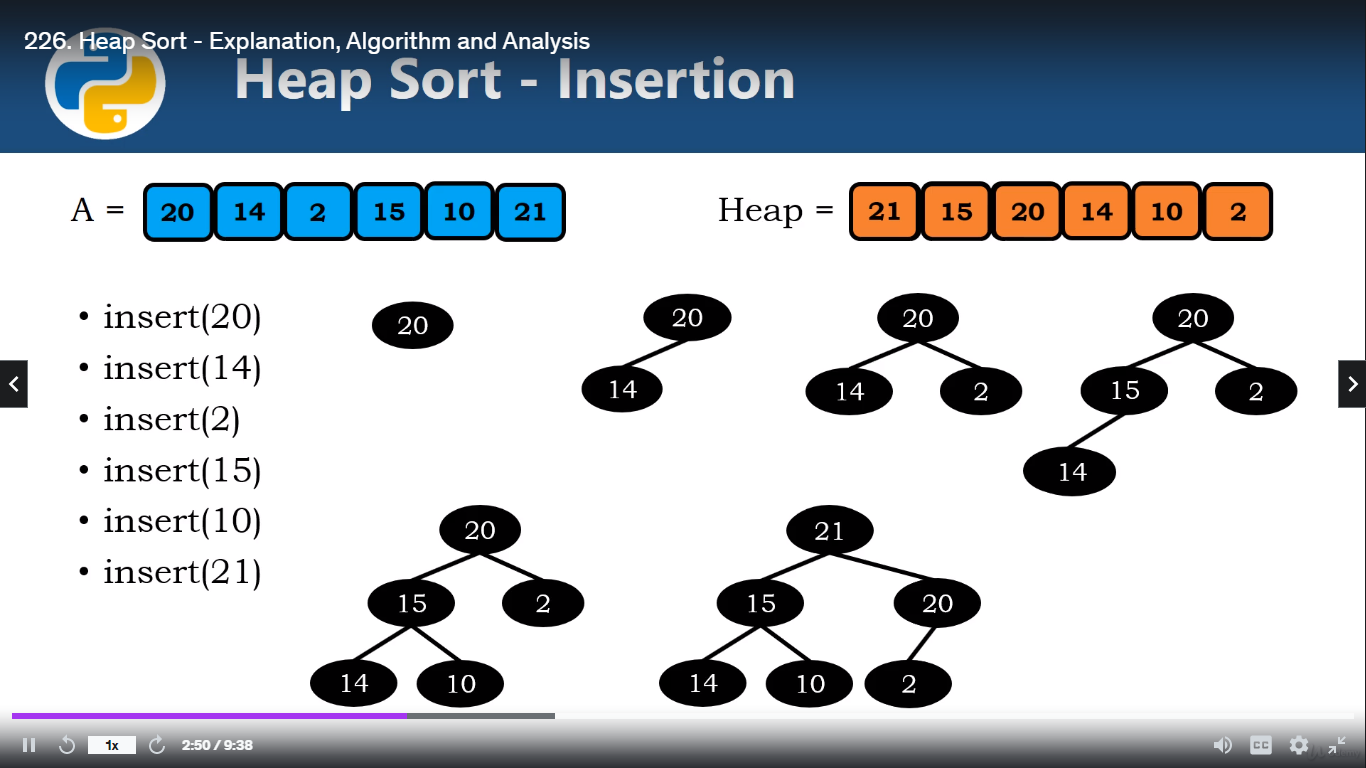 226. Heap Sort - Explanation, Algorithm and Analysis
Heap Sort - Insertion
A = 20 14 2 15 10 21
Heap = 21 15 20 14 10 2
• insert(20)
• insert(14)
• insert(2)
• insert(15)
• insert(10)
• insert(21)
20
20
14
20
14 2
20
15 2
14
20
15 2
14 10
21
15 20
14 10 2
1x
2:50 / 9:38
CC